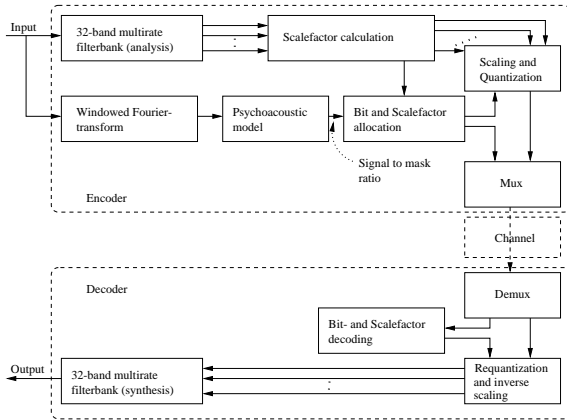 Input
32-band multirate
filterbank (analysis)
Scalefactor calculation
Scaling and
Quantization
Windowed Fourier-
transform
Psychoacoustic
model
Bit and Scalefactor
allocation
Signal to mask
ratio
Mux
Encoder
Channel
Decoder
Demux
Bit- and Scalefactor
decoding
Output
32-band multirate
filterbank (synthesis)
Requantization
and inverse
scaling